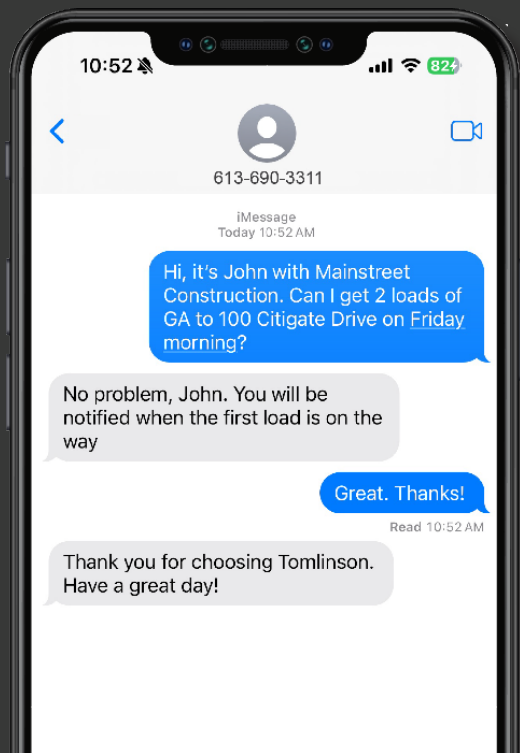 10:52
82
613-690-3311
iMessage
Today 10:52 AM
Hi, it's John with Mainstreet
Construction. Can I get 2 loads of
GA to 100 Citigate Drive on Friday
morning?
No problem, John. You will be
notified when the first load is on the
way
Great. Thanks!
Read 10:52 AM
Thank you for choosing Tomlinson.
Have a great day!